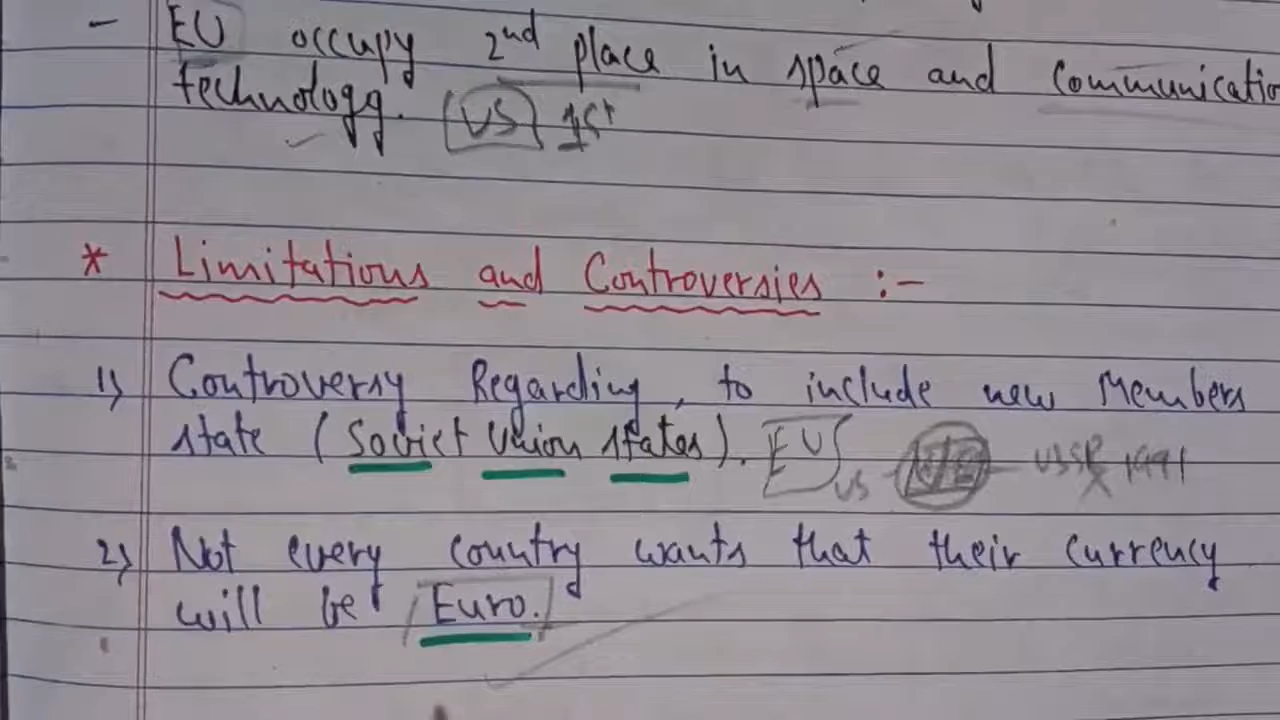 - EU occupy 2nd place in space and Communicatio
technology. (US) 1st
* Limitations and Controversies :-
1) Controversy Regarding, to include new Members
state (Soviet Union states). EU US USSR 1991
2) Not every country wants that their currency
will be Euro.